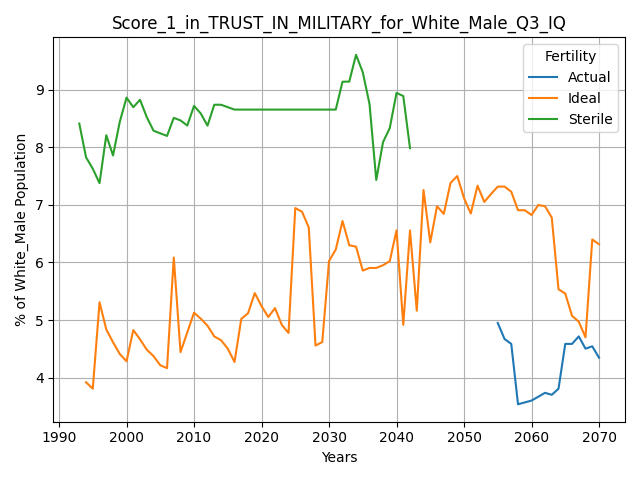 Score_1_in_TRUST_IN_MILITARY_for_White_Male_Q3_IQ
Fertility
Actual
Ideal
Sterile
% of White_Male Population
9
8
7
6
5
4
1990 2000 2010 2020 2030 2040 2050 2060 2070
Years